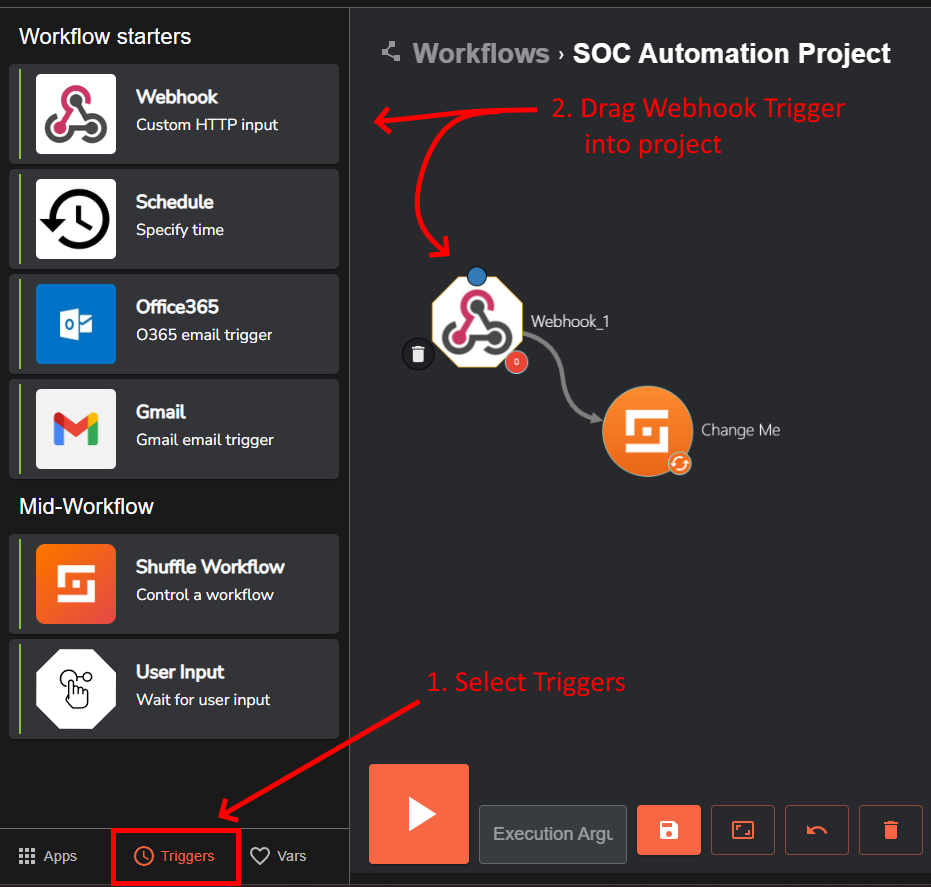 Workflow starters
Webhook
Custom HTTP input
Schedule
Specify time
Office365
O365 email trigger
Gmail
Gmail email trigger
Mid-Workflow
Shuffle Workflow
Control a workflow
User Input
Wait for user input
Apps
Triggers
Vars
Workflows › SOC Automation Project
2. Drag Webhook Trigger
into project
Webhook_1
0
Change Me
1. Select Triggers
Execution Argu